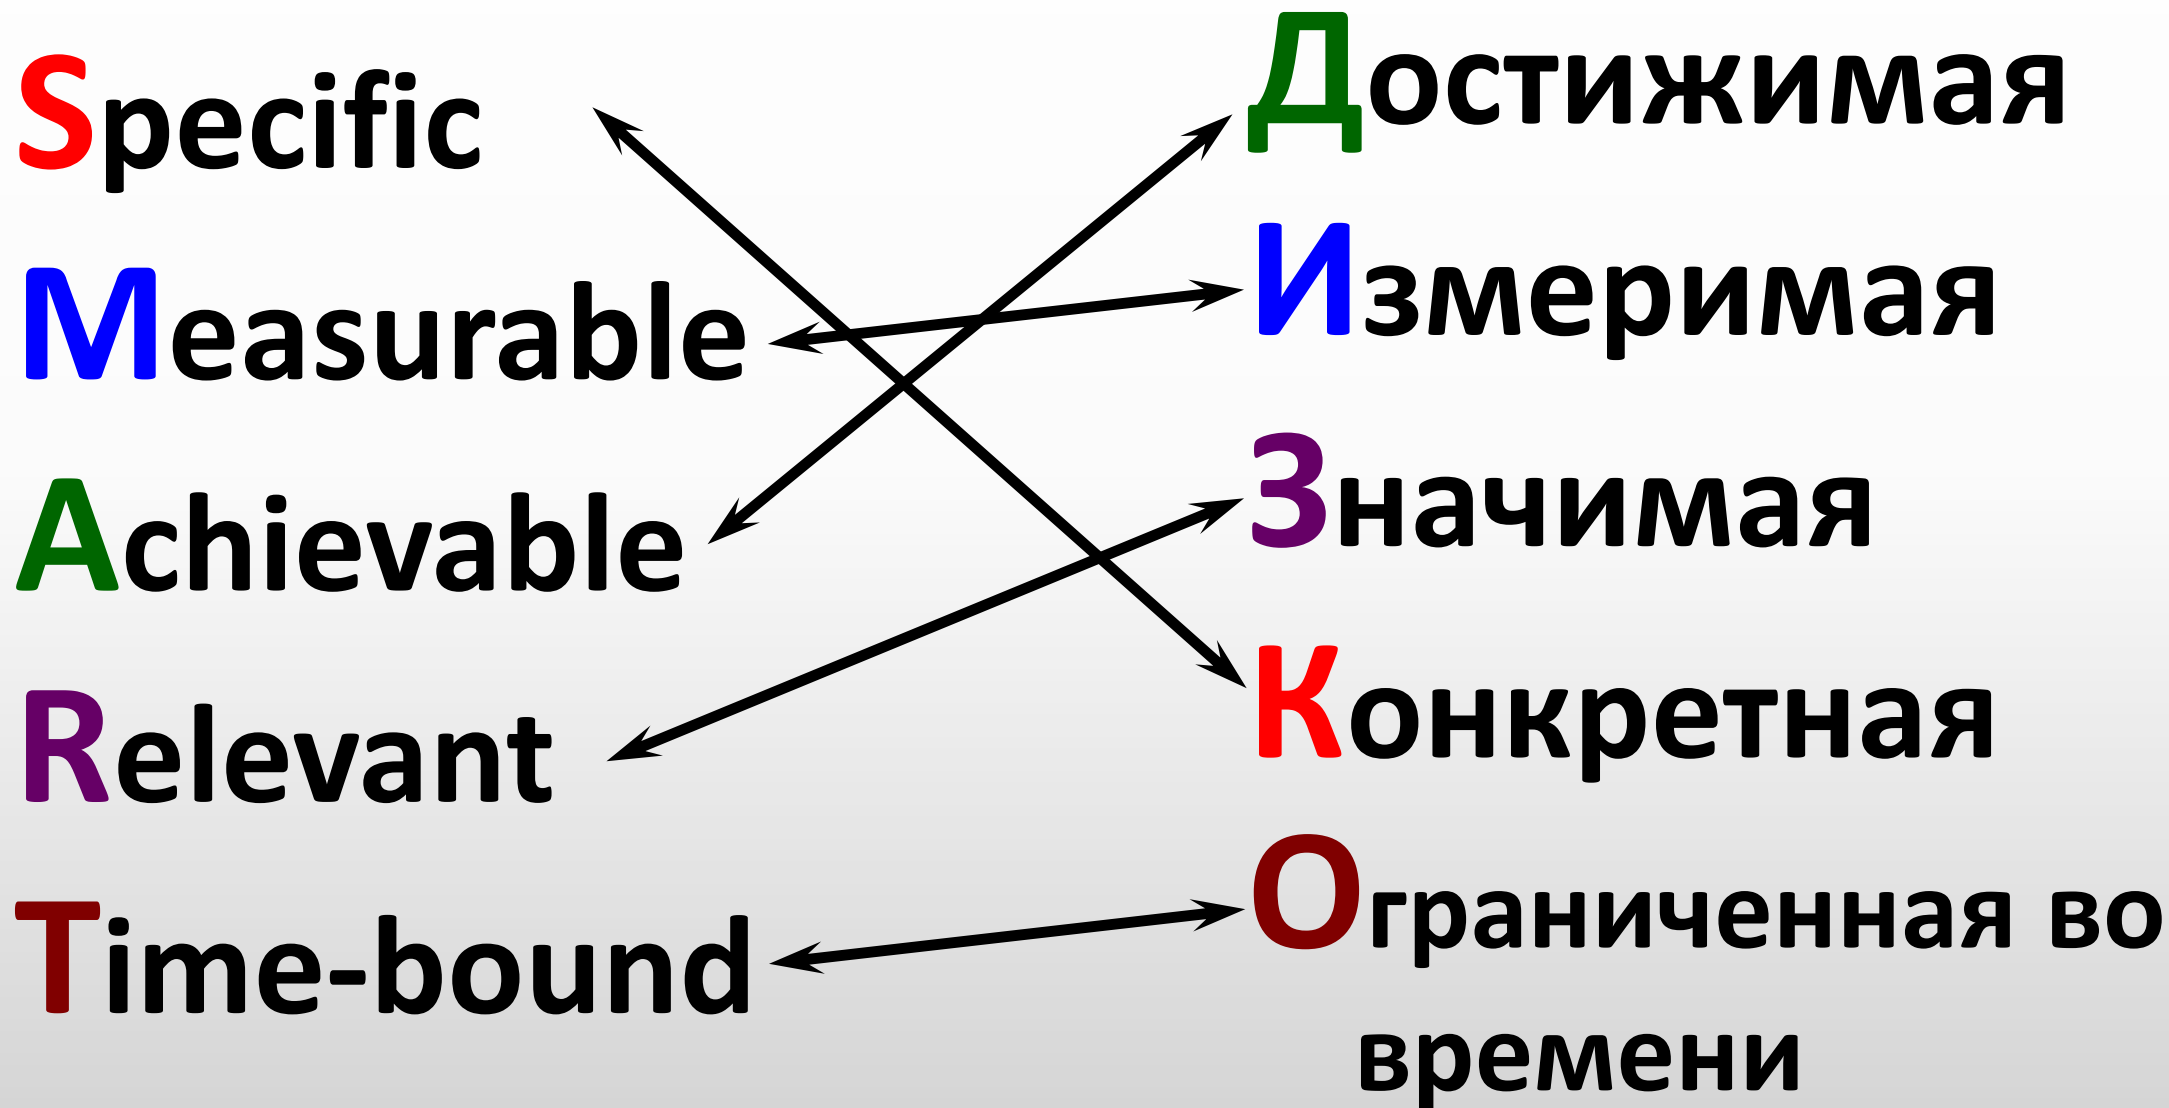 Specific
Measurable
Achievable
Relevant
Time-bound
Достижимая
Измеримая
Значимая
Конкретная
Ограниченная во
времени